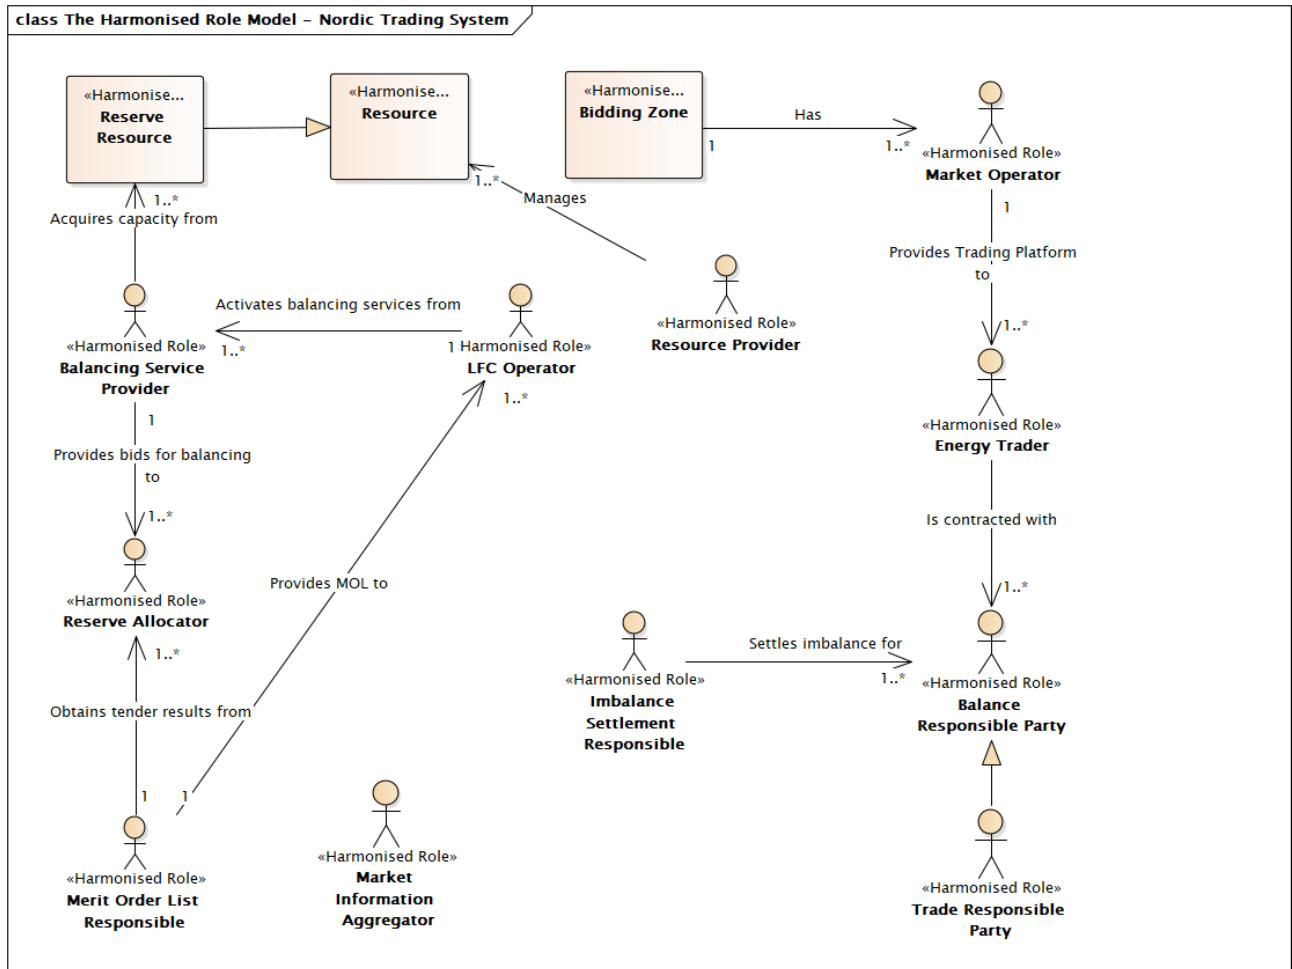 class The Harmonised Role Model – Nordic Trading System
«Harmonise...
Reserve
Resource
«Harmonise...
Resource
«Harmonise...
Bidding Zone
Has
1
1..*
«Harmonised Role»
Market Operator
1..*
Acquires capacity from
1..*
Manages
1
Provides Trading Platform
to
1..*
«Harmonised Role»
Resource Provider
Activates balancing services from
1..*
1
«Harmonised Role»
Balancing Service
Provider
Harmonised Role»
LFC Operator
1..*
1
Provides bids for balancing
to
1..*
«Harmonised Role»
Energy Trader
Is contracted with
1..*
«Harmonised Role»
Reserve Allocator
1..*
Provides MOL to
Obtains tender results from
1
1
Settles imbalance for
1..*
«Harmonised Role»
Imbalance
Settlement
Responsible
«Harmonised Role»
Balance
Responsible Party
«Harmonised Role»
Merit Order List
Responsible
«Harmonised Role»
Market
Information
Aggregator
«Harmonised Role»
Trade Responsible
Party